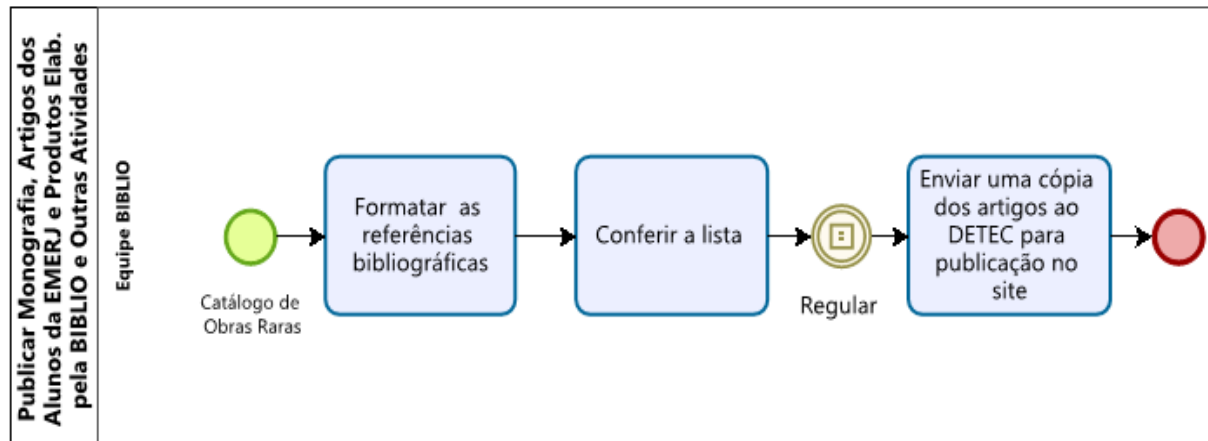 Publicar Monografia, Artigos dos
Alunos da EMERJ e Produtos Elab.
pela BIBLIO e Outras Atividades
Equipe BIBLIO
Catálogo de
Obras Raras
Formatar as
referências
bibliográficas
Conferir a lista
Regular
Enviar uma cópia
dos artigos ao
DETEC para
publicação no
site